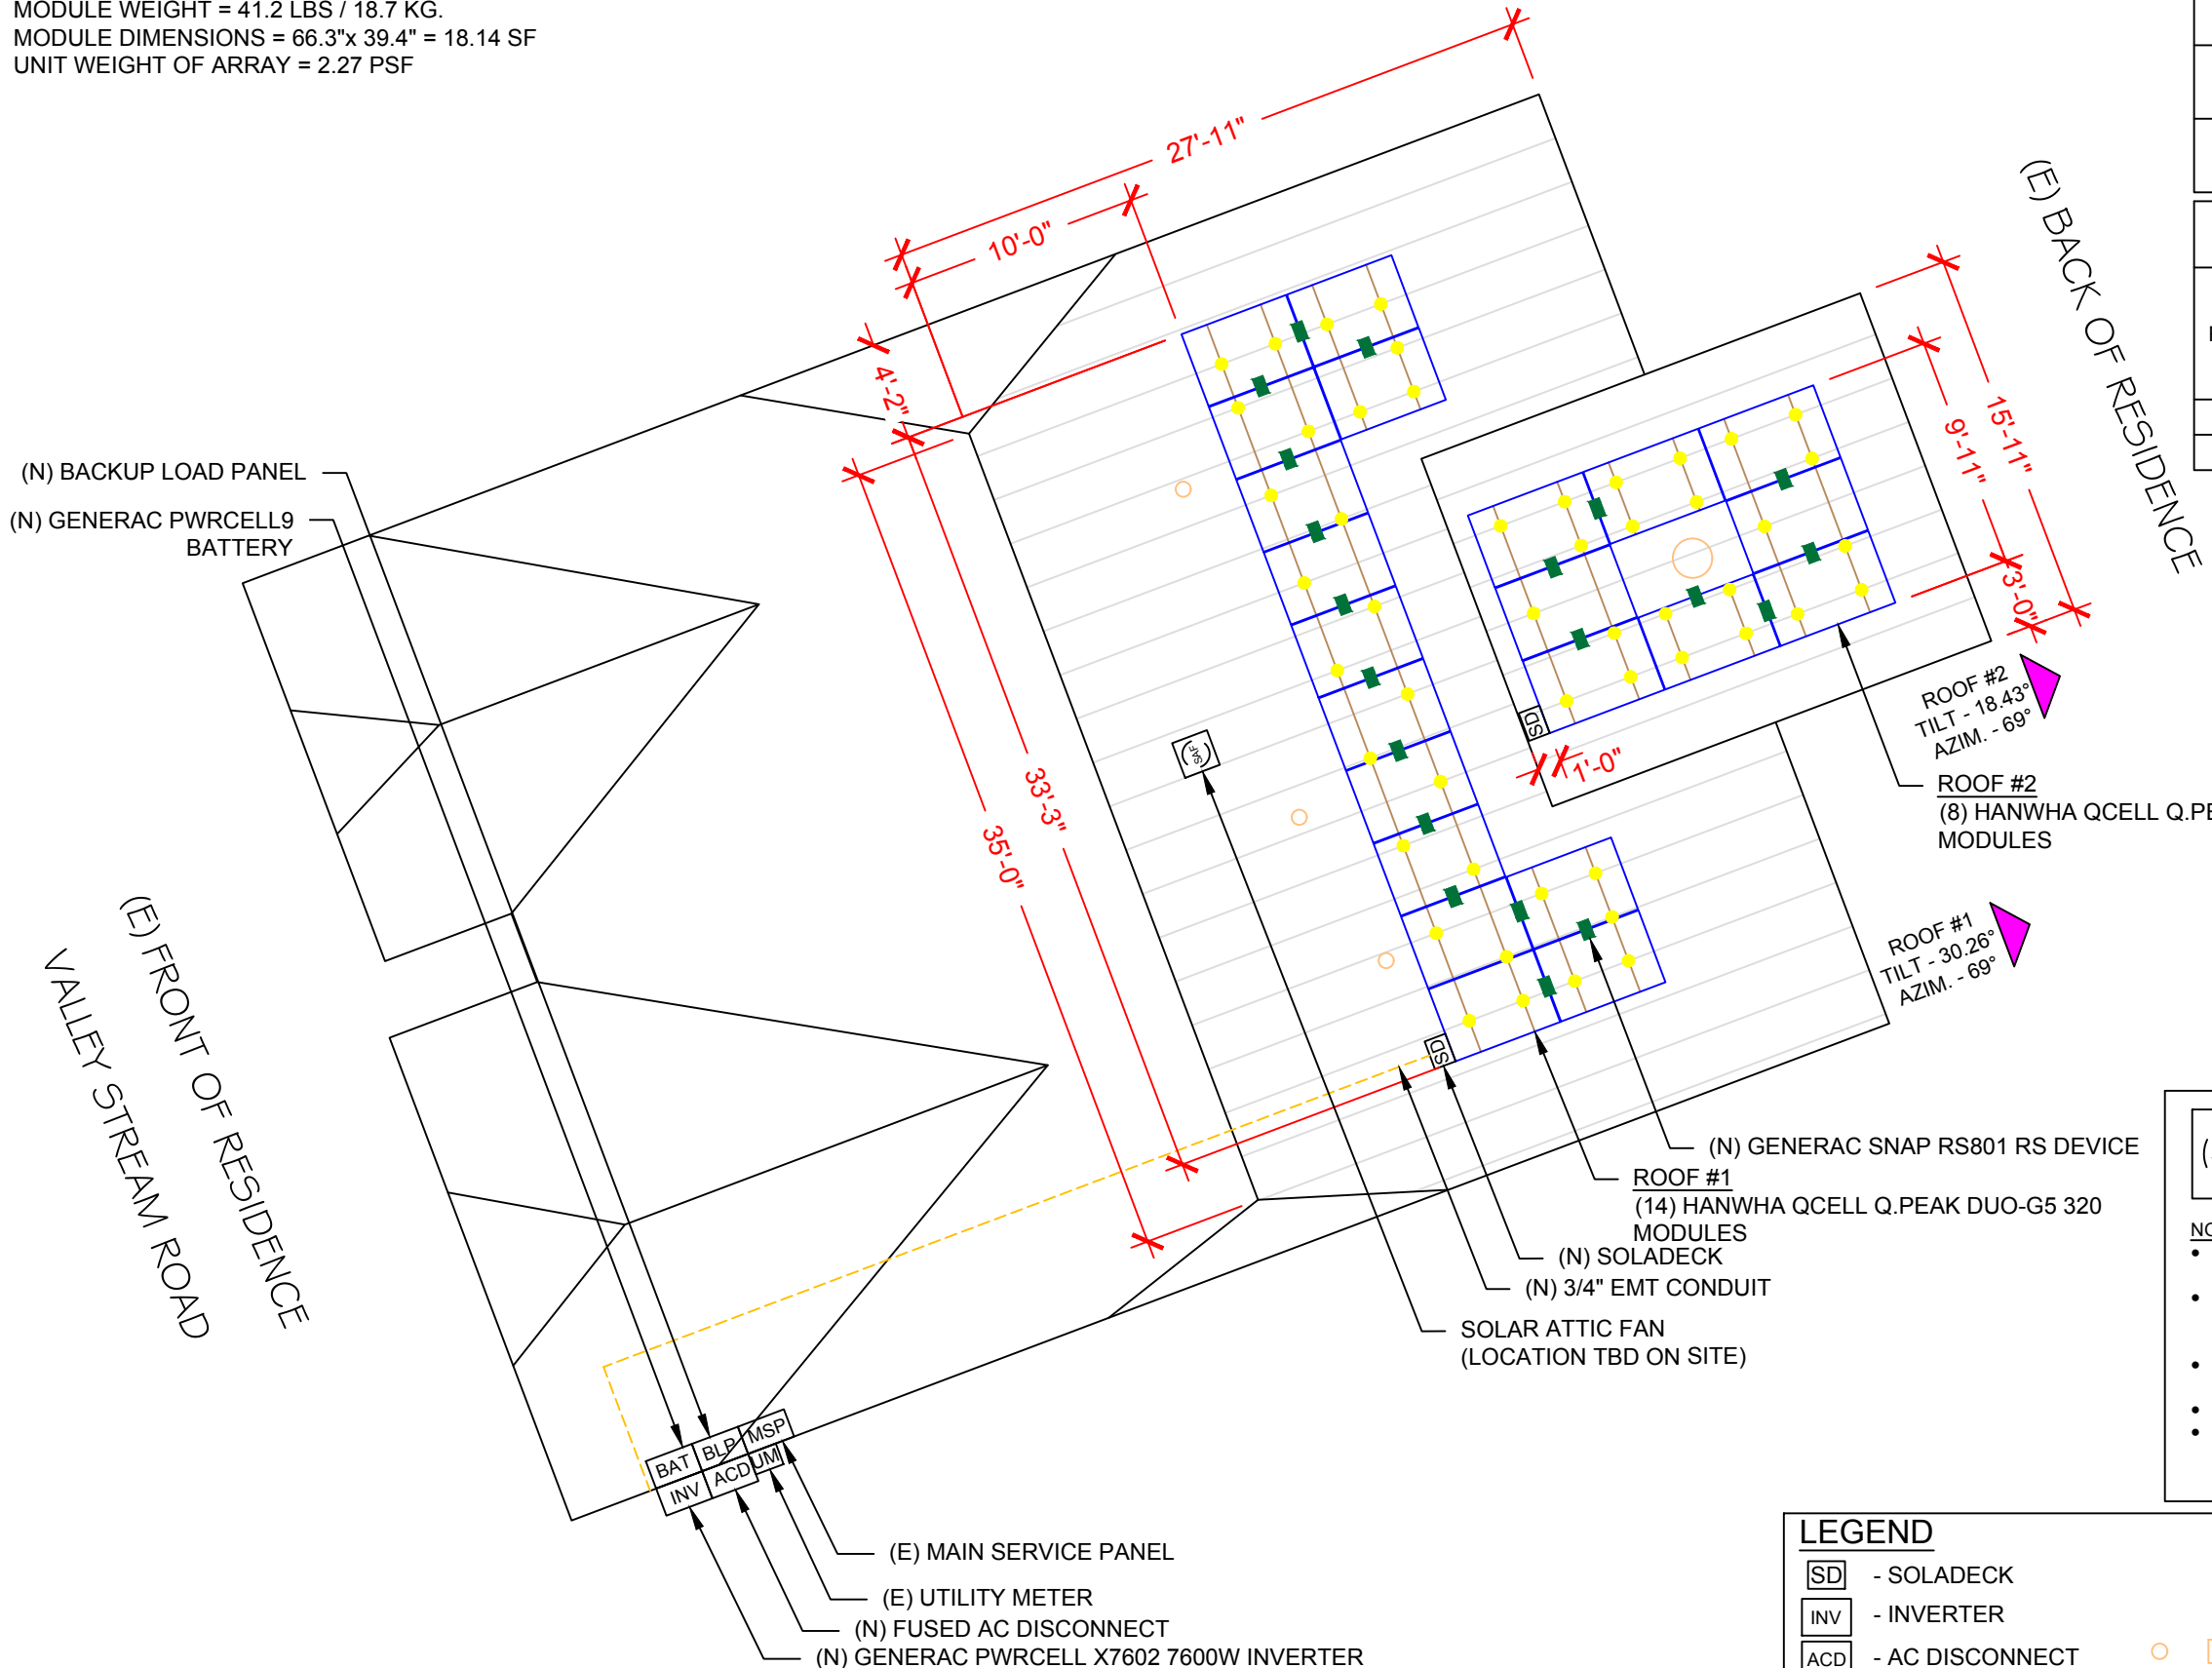 MODULE WEIGHT = 41.2 LBS / 18.7 KG.
MODULE DIMENSIONS = 66.3"x 39.4" = 18.14 SF
UNIT WEIGHT OF ARRAY = 2.27 PSF
27'-11"
10'-0"
4'-2"
33'-3"
35'-0"
15'-11"
9'-11"
3'-0"
1'-0"
(E) BACK OF RESIDENCE
(N) BACKUP LOAD PANEL
(N) GENERAC PWRCELL9
BATTERY
(E) FRONT OF RESIDENCE
VALLEY STREAM ROAD
SAF
SD
SD
ROOF #2
TILT - 18.43°
AZIM. - 69°
ROOF #2
(8) HANWHA QCELL
MODULES
ROOF #1
TILT - 30.26°
AZIM. - 69°
(N) GENERAC SNAP RS801 RS DEVICE
ROOF #1
(14) HANWHA QCELL Q.PEAK DUO-G5 320
MODULES
(N) SOLADECK
(N) 3/4" EMT CONDUIT
SOLAR ATTIC FAN
(LOCATION TBD ON SITE)
BAT BLP MSP
INV ACD UM
(E) MAIN SERVICE PANEL
(E) UTILITY METER
(N) FUSED AC DISCONNECT
(N) GENERAC PWRCELL X7602 7600W INVERTER
LEGEND
SD - SOLADECK
INV - INVERTER
ACD - AC DISCONNECT